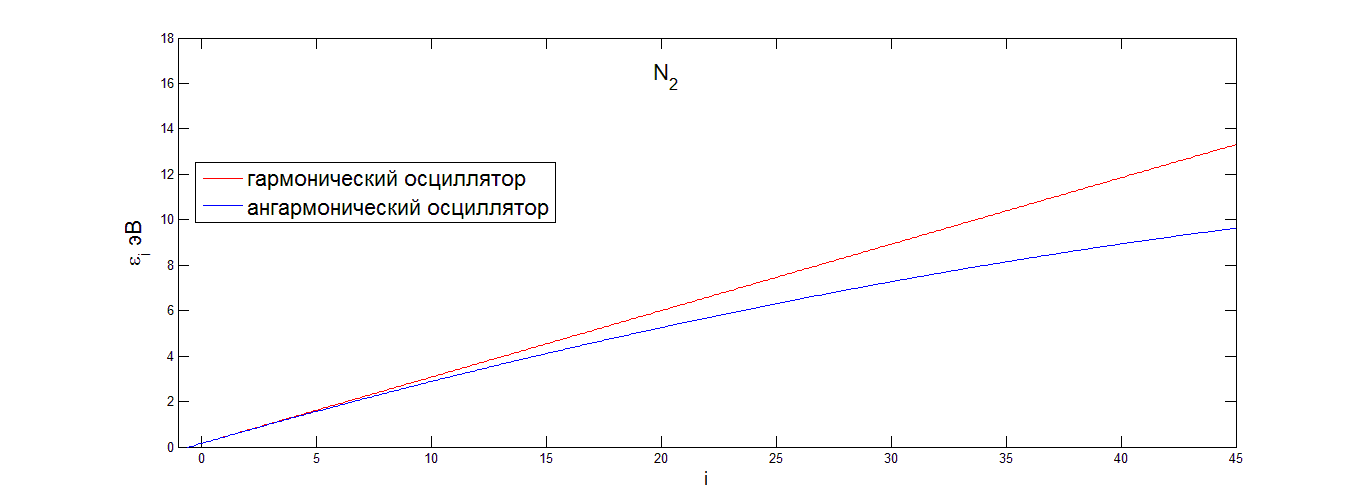 18
N2
16
14
12
гармонический осциллятор
ангармонический осциллятор
10
εi, эВ
8
6
4
2
0
0 5 10 15 20 25 30 35 40 45
i